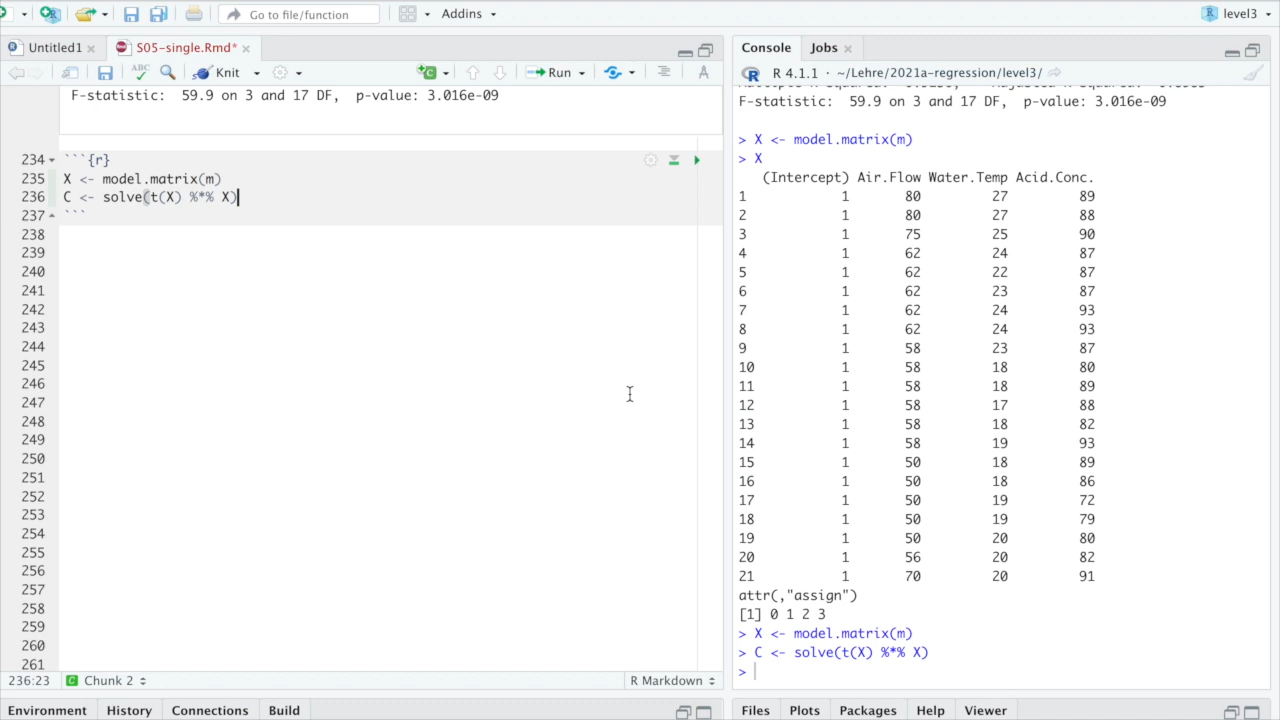 Go to file/function
Addins
level3
Untitled1
S05-single.Rmd*
Console
Jobs
ABC
Knit
Run
R 4.1.1 · ~/Lehre/2021a-regression/level3/
F-statistic:  59.9 on 3 and 17 DF,  p-value: 3.016e-09
234 ```{r}
235 X <- model.matrix(m)
236 C <- solve(t(X) %*% X)
237 ```
238
239
240
241
242
243
244
245
246
247
248
249
250
251
252
253
254
255
256
257
258
259
260
261
236:23
Chunk 2
R Markdown
Environment
History
Connections
Build
F-statistic:  59.9 on 3 and 17 DF,  p-value: 3.016e-09
> X <- model.matrix(m)
> X
(Intercept) Air.Flow Water.Temp Acid.Conc.
1 1 80 27 89
2 1 80 27 88
3 1 75 25 90
4 1 62 24 87
5 1 62 22 87
6 1 62 23 87
7 1 62 24 93
8 1 62 24 93
9 1 58 23 87
10 1 58 18 80
11 1 58 18 89
12 1 58 17 88
13 1 58 18 82
14 1 58 19 93
15 1 50 18 89
16 1 50 18 86
17 1 50 19 72
18 1 50 19 79
19 1 50 20 80
20 1 56 20 82
21 1 70 20 91
attr(,"assign")
[1] 0 1 2 3
> X <- model.matrix(m)
> C <- solve(t(X) %*% X)
>
Files
Plots
Packages
Help
Viewer